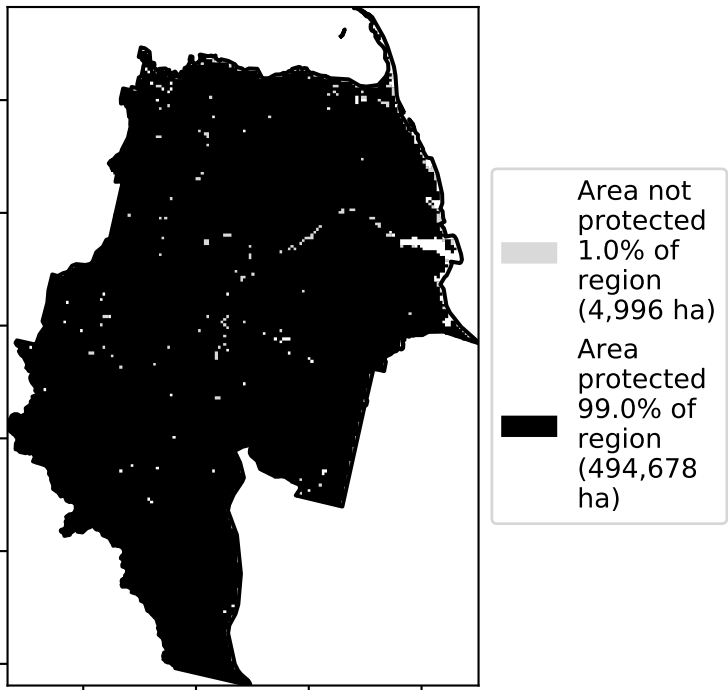 Area not
protected
1.0% of
region
(4,996 ha)
Area
protected
99.0% of
region
(494,678
ha)